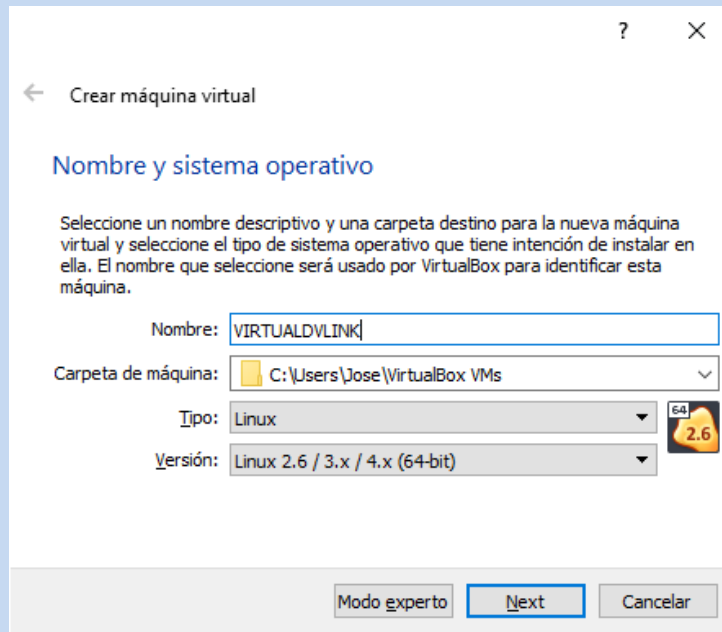 ?
Crear máquina virtual
Nombre y sistema operativo
Seleccione un nombre descriptivo y una carpeta destino para la nueva máquina
virtual y seleccione el tipo de sistema operativo que tiene intención de instalar en
ella. El nombre que seleccione será usado por VirtualBox para identificar esta
máquina.
Nombre: VIRTUALDVLINK
Carpeta de máquina: C:\Users\Jose\VirtualBox VMs
Tipo: Linux
64
2.6
Versión: Linux 2.6 / 3.x / 4.x (64-bit)
Modo experto Next Cancelar